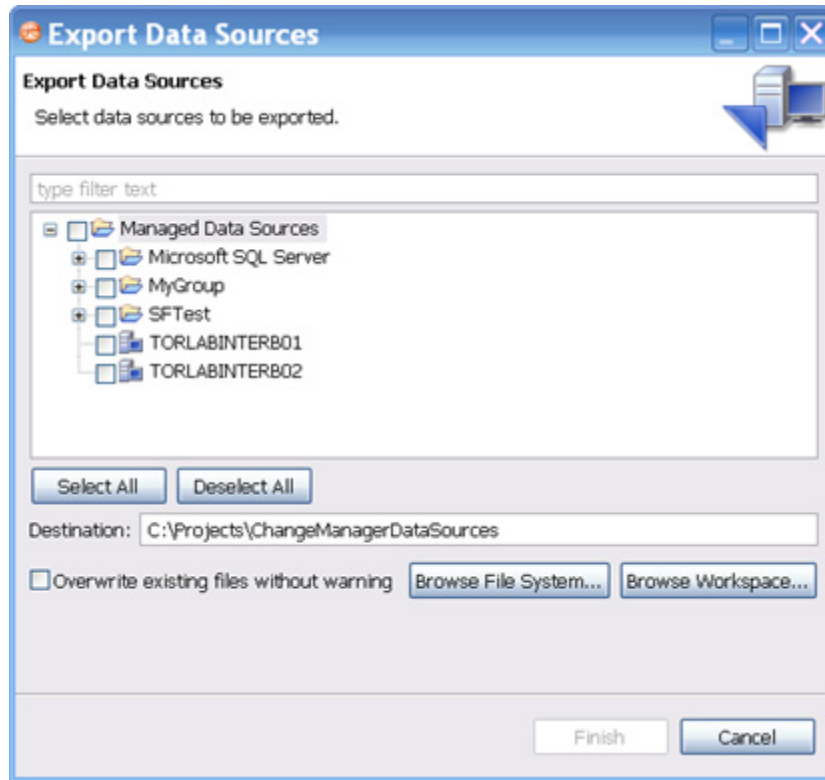 Export Data Sources
Export Data Sources
Select data sources to be exported.
type filter text
Managed Data Sources
Microsoft SQL Server
MyGroup
SFTest
TORLABINTERB01
TORLABINTERB02
Select All Deselect All
Destination: C:\Projects\ChangeManagerDataSources
Overwrite existing files without warning Browse File System... Browse Workspace...
Finish Cancel